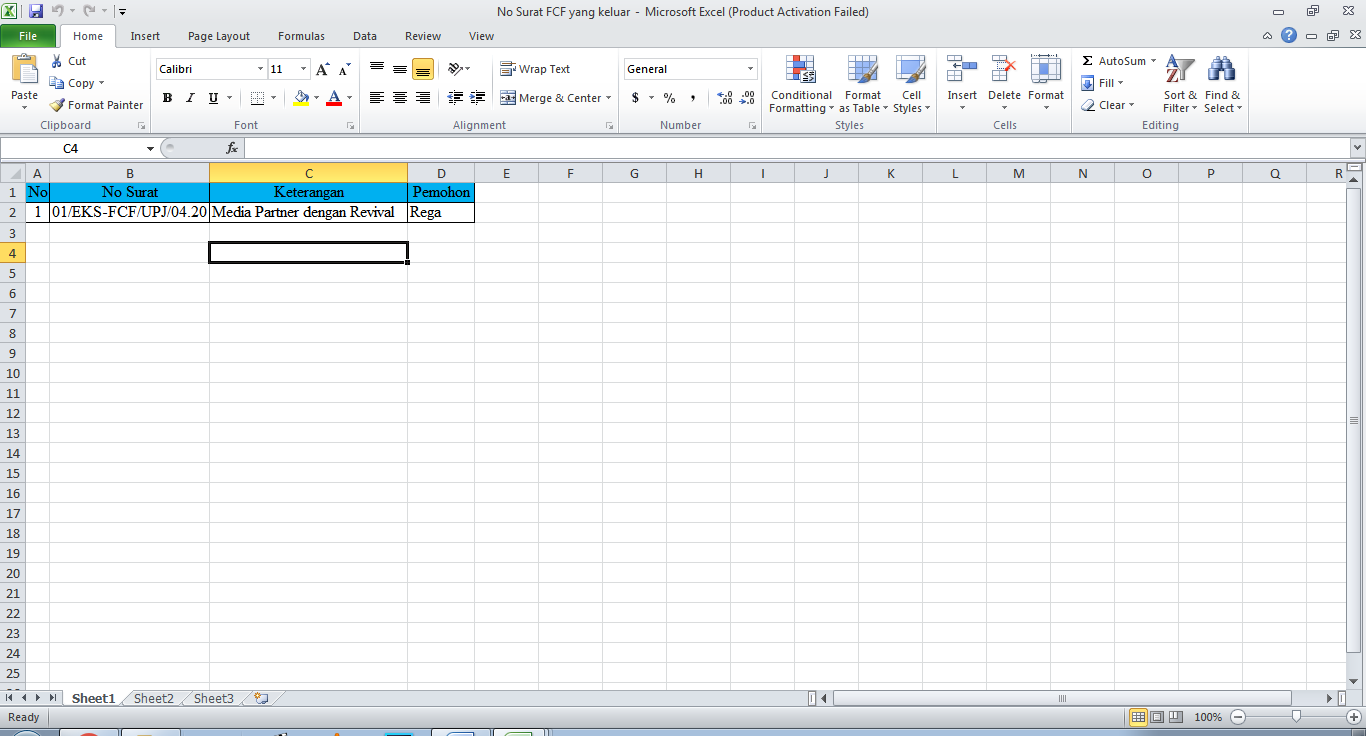 No Surat FCF yang keluar - Microsoft Excel (Product Activation Failed)
File Home Insert Page Layout Formulas Data Review View
Paste
Cut
Copy
Format Painter
Clipboard
Calibri 11
B I U
Font
Wrap Text
Merge & Center
Alignment
General
$ % ,
Number
Conditional Formatting
Format as Table
Cell Styles
Styles
Insert Delete Format
Cells
Σ AutoSum
Fill
Clear
Sort & Filter
Find & Select
Editing
C4 fx
A B C D E F G H I J K L M N O P Q R
1 No No Surat Keterangan Pemohon
2 1 01/EKS-FCF/UPJ/04.20 Media Partner dengan Revival Rega
3
4
5
6
7
8
9
10
11
12
13
14
15
16
17
18
19
20
21
22
23
24
25
Sheet1 Sheet2 Sheet3
Ready 100%